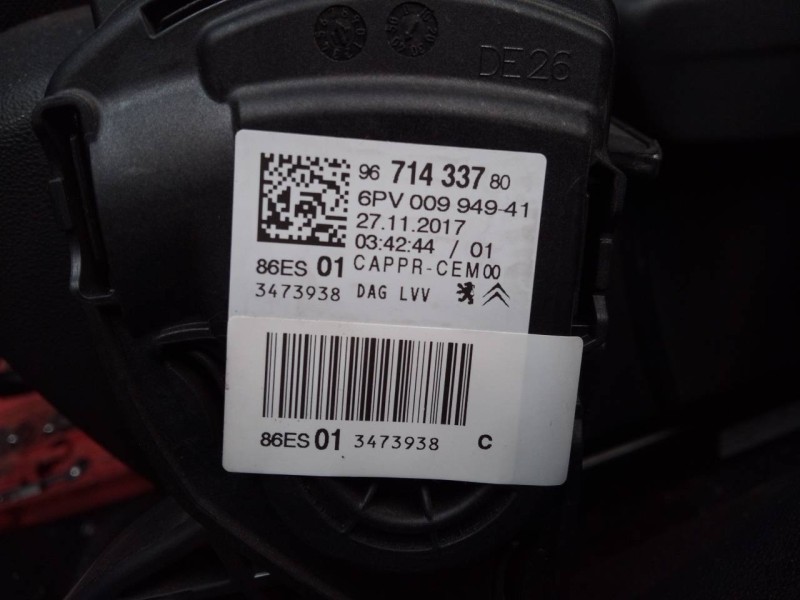 DE26
96 714 337 80
6PV 009 949-41
27.11.2017
03:42:44 / 01
86ES 01 CAPPR-CEM00
3473938 DAG LVV
86ES 01 3473938 C